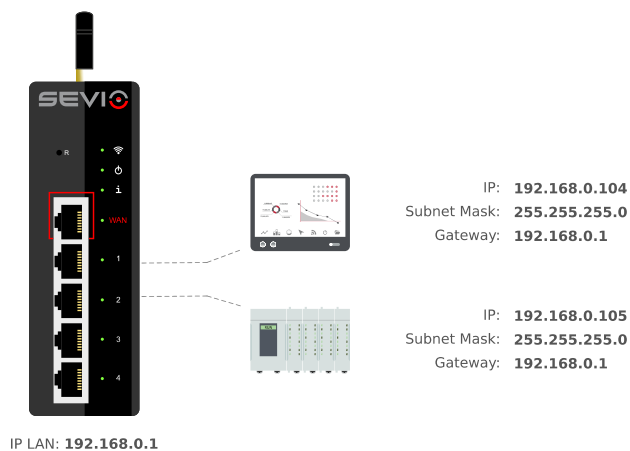 SEVIO
R
WAN
1
2
3
4
IP: 192.168.0.104
Subnet Mask: 255.255.255.0
Gateway: 192.168.0.1
IP: 192.168.0.105
Subnet Mask: 255.255.255.0
Gateway: 192.168.0.1
IP LAN: 192.168.0.1